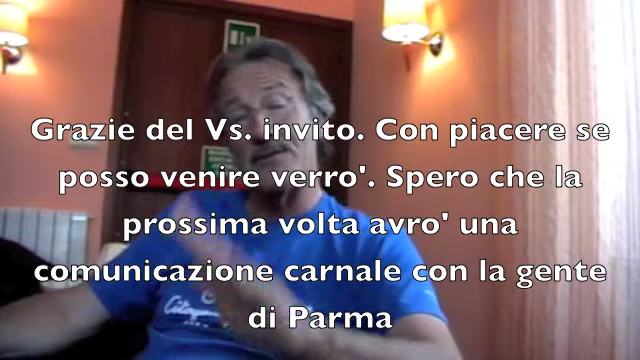 Grazie del Vs. invito. Con piacere se
posso venire verro'. Spero che la
prossima volta avro' una
comunicazione carnale con la gente
di Parma